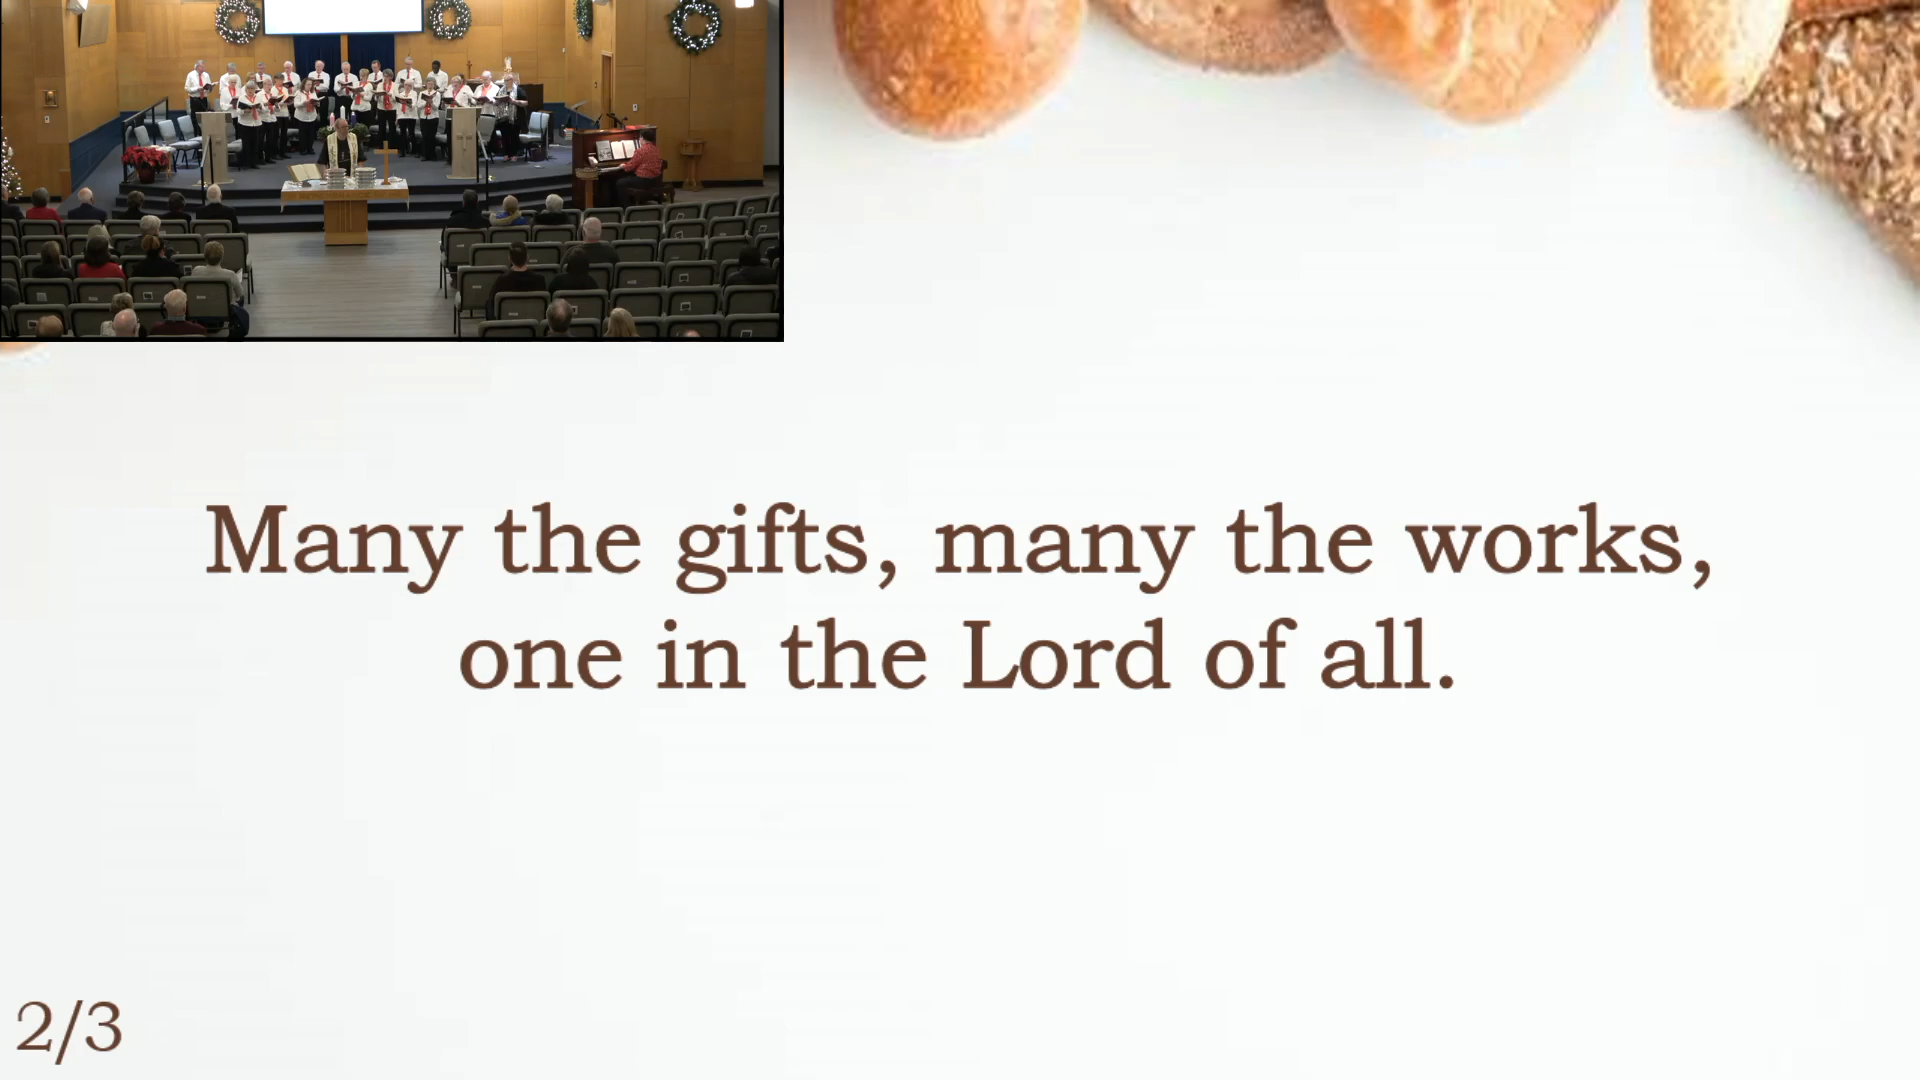 Many the gifts, many the works,
one in the Lord of all.
2/3